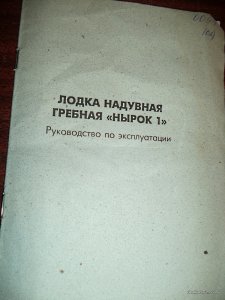 ЛОДКА НАДУВНАЯ
ГРЕБНАЯ «НЫРОК 1»
Руководство по эксплуатации